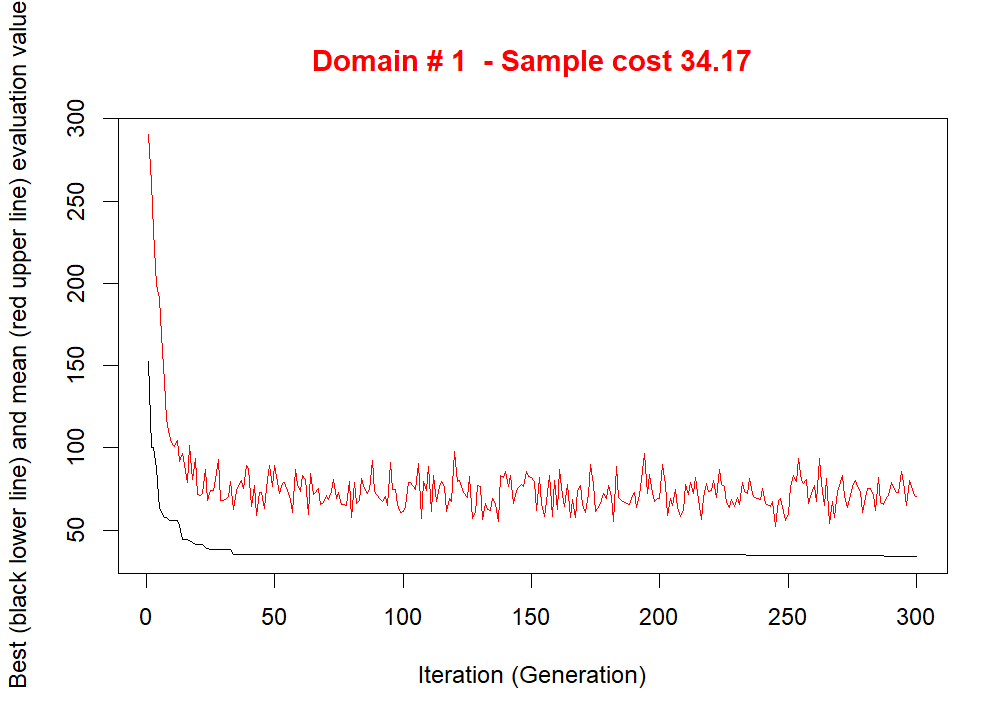 Domain # 1  - Sample cost 34.17
Best (black lower line) and mean (red upper line) evaluation value
300
250
200
150
100
50
0 50 100 150 200 250 300
Iteration (Generation)